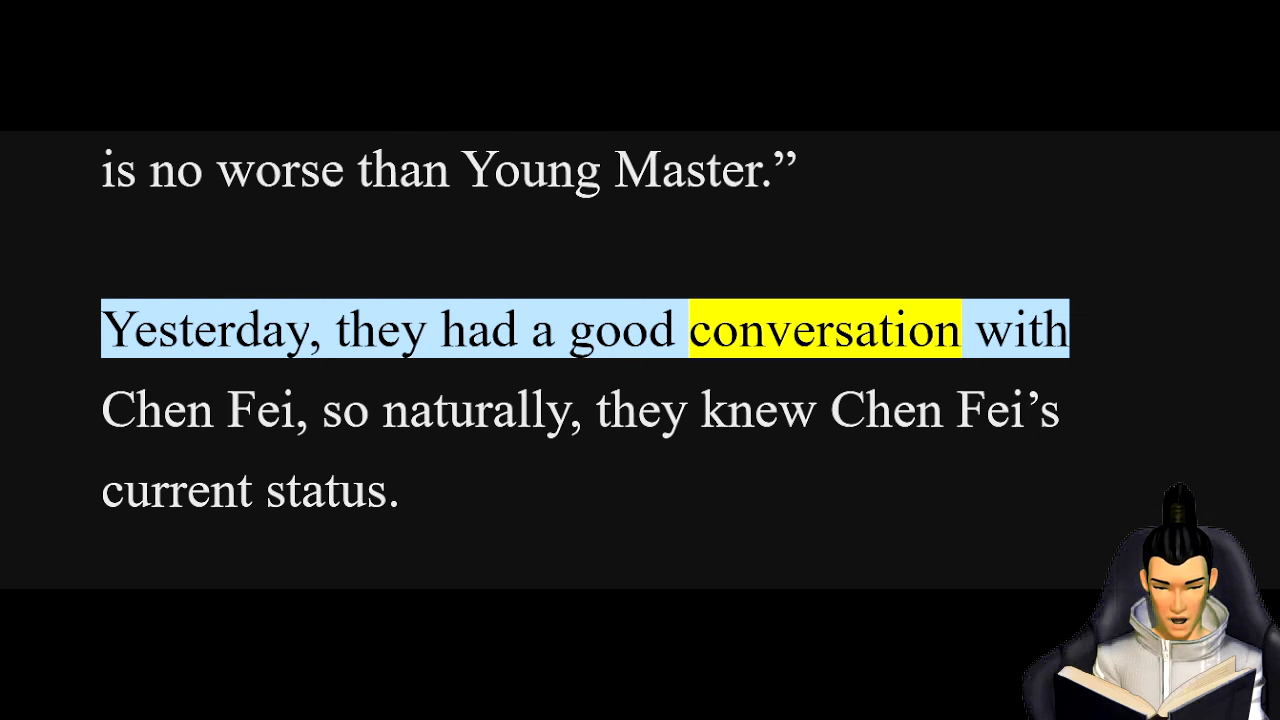 is no worse than Young Master.”
Yesterday, they had a good conversation with
Chen Fei, so naturally, they knew Chen Fei’s
current status.